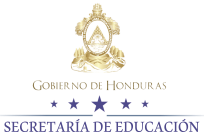 GOBIERNO DE HONDURAS
SECRETARÍA DE EDUCACIÓN